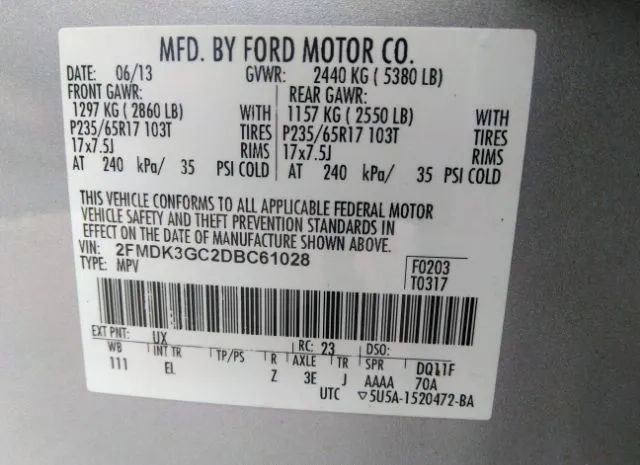 MFD. BY FORD MOTOR CO.
DATE: 06/13 GVWR: 2440 KG ( 5380 LB)
FRONT GAWR: REAR GAWR:
1297 KG ( 2860 LB) WITH 1157 KG ( 2550 LB) WITH
P235/65R17 103T TIRES P235/65R17 103T TIRES
17x7.5J RIMS 17x7.5J RIMS
AT 240 kPa/ 35 PSI COLD AT 240 kPa/ 35 PSI COLD
THIS VEHICLE CONFORMS TO ALL APPLICABLE FEDERAL MOTOR
VEHICLE SAFETY AND THEFT PREVENTION STANDARDS IN
EFFECT ON THE DATE OF MANUFACTURE SHOWN ABOVE.
VIN: 2FMDK3GC2DBC61028
TYPE: MPV
F0203
T0317
EXT PNT: UX RC: 23 DSO:
WB INT TR TP/PS R AXLE TR SPR DQ11F
111 EL Z 3E J AAAA 70A
UTC ▽5U5A-1520472-BA